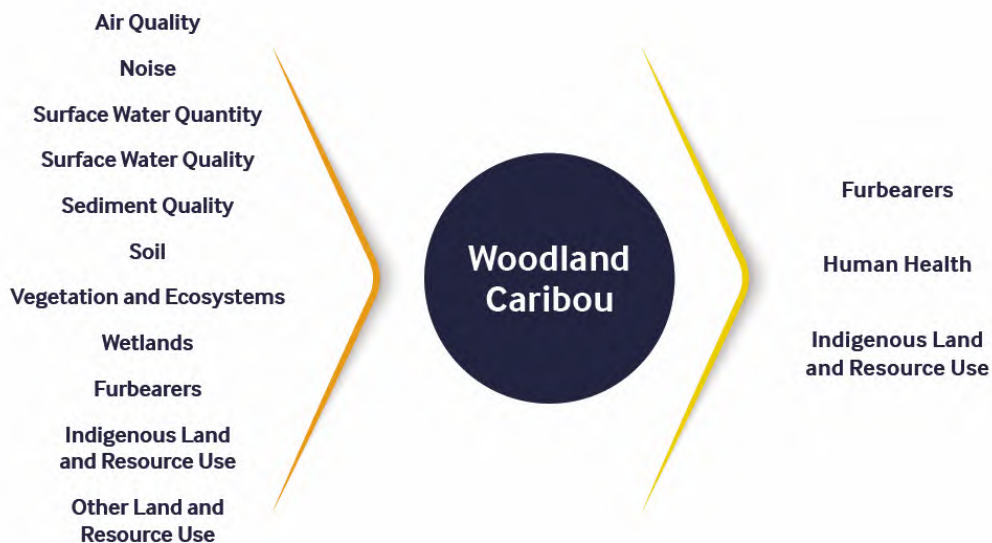 Air Quality
Noise
Surface Water Quantity
Surface Water Quality
Sediment Quality
Soil
Vegetation and Ecosystems
Wetlands
Furbearers
Indigenous Land
and Resource Use
Other Land and
Resource Use
Woodland
Caribou
Furbearers
Human Health
Indigenous Land
and Resource Use